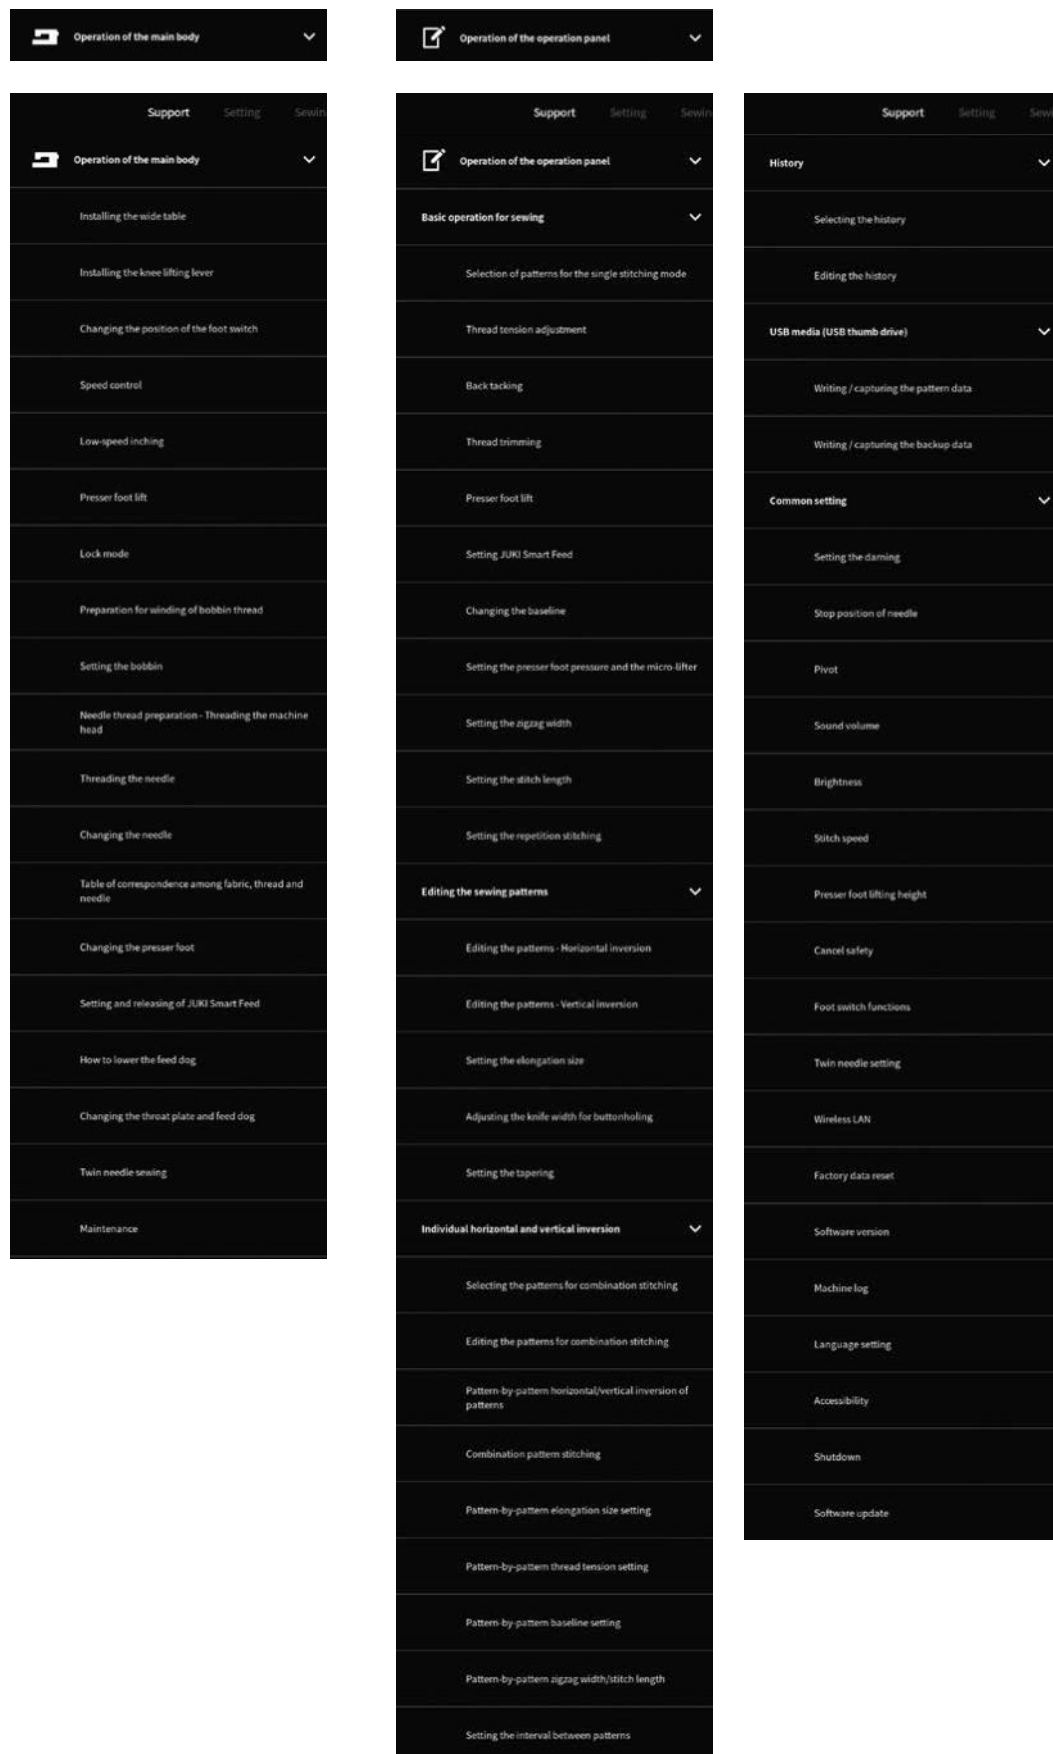 Operation of the main body
Support Setting Sewin
Operation of the main body
Installing the wide table
Installing the knee lifting lever
Changing the position of the foot switch
Speed control
Low-speed inching
Presser foot lift
Lock mode
Preparation for winding of bobbin thread
Setting the bobbin
Needle thread preparation - Threading the machine
head
Threading the needle
Changing the needle
Table of correspondence among fabric, thread and
needle
Changing the presser foot
Setting and releasing of JUKI Smart Feed
How to lower the feed dog
Changing the throat plate and feed dog
Twin needle sewing
Maintenance
Operation of the operation panel
Support Setting Sewin
Operation of the operation panel
Basic operation for sewing
Selection of patterns for the single stitching mode
Thread tension adjustment
Back tacking
Thread trimming
Presser foot lift
Setting JUKI Smart Feed
Changing the baseline
Setting the presser foot pressure and the micro-lifter
Setting the zigzag width
Setting the stitch length
Setting the repetition stitching
Editing the sewing patterns
Editing the patterns - Horizontal inversion
Editing the patterns - Vertical inversion
Setting the elongation size
Adjusting the knife width for buttonholing
Setting the tapering
Individual horizontal and vertical inversion
Selecting the patterns for combination stitching
Editing the patterns for combination stitching
Pattern-by-pattern horizontal/vertical inversion of
patterns
Combination pattern stitching
Pattern-by-pattern elongation size setting
Pattern-by-pattern thread tension setting
Pattern-by-pattern baseline setting
Pattern-by-pattern zigzag width/stitch length
Setting the interval between patterns
Support Setting Sewi
History
Selecting the history
Editing the history
USB media (USB thumb drive)
Writing / capturing the pattern data
Writing / capturing the backup data
Common setting
Setting the darning
Stop position of needle
Pivot
Sound volume
Brightness
Stitch speed
Presser foot lifting height
Cancel safety
Foot switch functions
Twin needle setting
Wireless LAN
Factory data reset
Software version
Machine log
Language setting
Accessibility
Shutdown
Software update